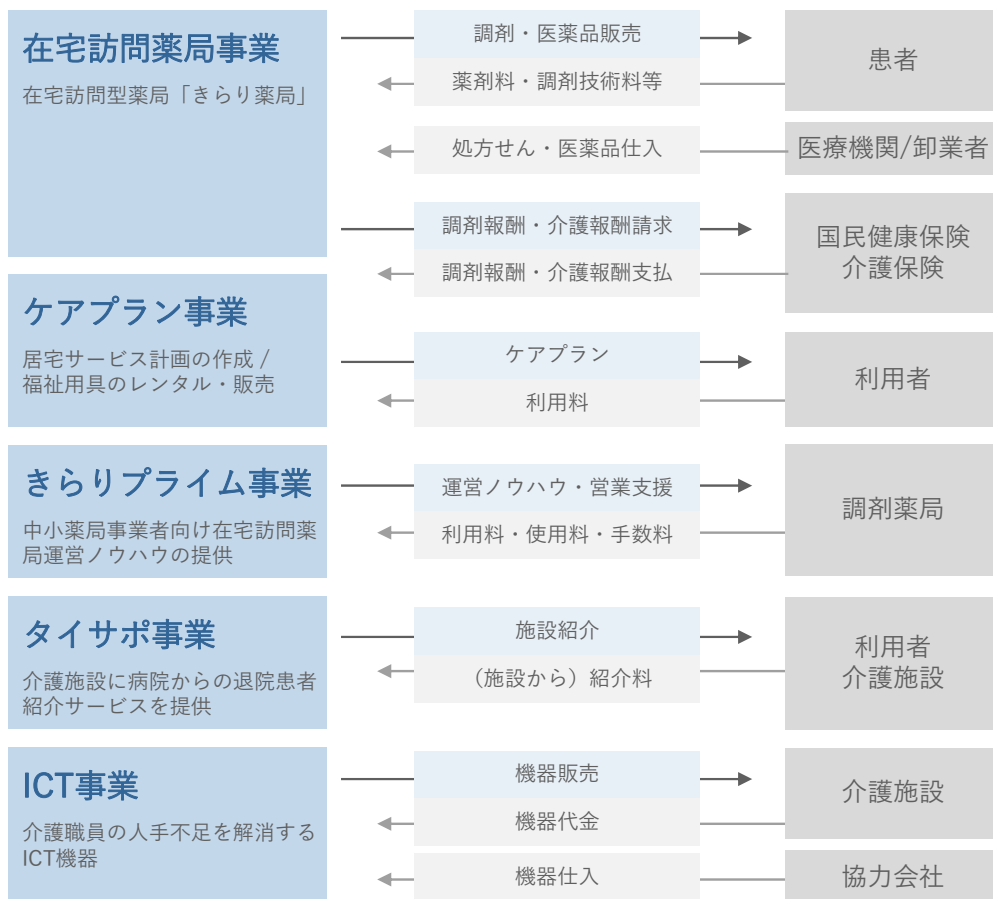 在宅訪問薬局事業
在宅訪問型薬局「きらり薬局」
調剤・医薬品販売
薬剤料・調剤技術料等
患者
処方せん・医薬品仕入
医療機関/卸業者
調剤報酬・介護報酬請求
調剤報酬・介護報酬支払
国民健康保険
介護保険
ケアプラン事業
居宅サービス計画の作成 /
福祉用具のレンタル・販売
ケアプラン
利用料
利用者
きらりプライム事業
中小薬局事業者向け在宅訪問薬
局運営ノウハウの提供
運営ノウハウ・営業支援
利用料・使用料・手数料
調剤薬局
タイサポ事業
介護施設に病院からの退院患者
紹介サービスを提供
施設紹介
（施設から）紹介料
利用者
介護施設
ICT事業
介護職員の人手不足を解消する
ICT機器
機器販売
機器代金
介護施設
機器仕入
協力会社